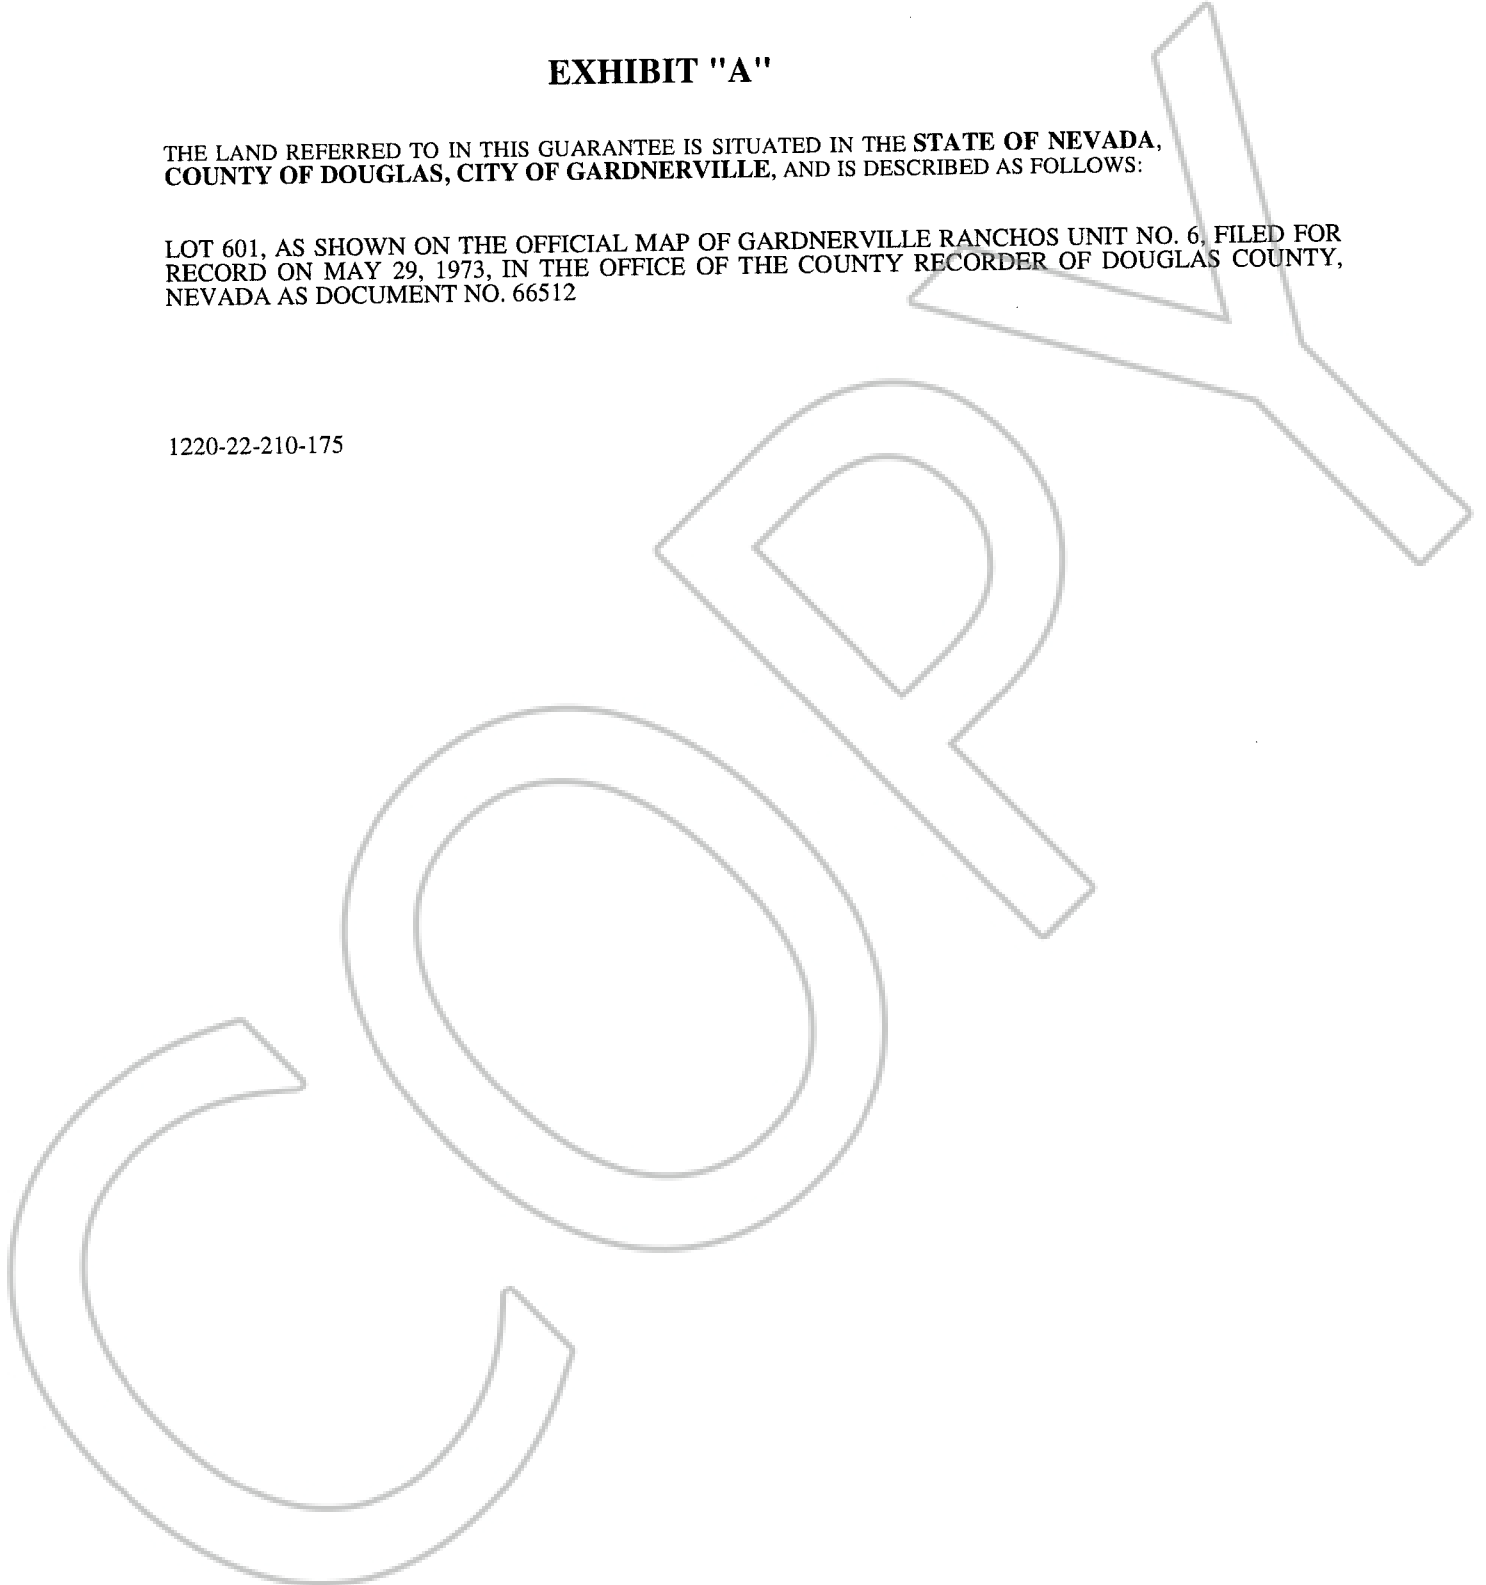 EXHIBIT "A"
THE LAND REFERRED TO IN THIS GUARANTEE IS SITUATED IN THE STATE OF NEVADA,
COUNTY OF DOUGLAS, CITY OF GARDNERVILLE, AND IS DESCRIBED AS FOLLOWS:
LOT 601, AS SHOWN ON THE OFFICIAL MAP OF GARDNERVILLE RANCHOS UNIT NO. 6, FILED FOR
RECORD ON MAY 29, 1973, IN THE OFFICE OF THE COUNTY RECORDER OF DOUGLAS COUNTY,
NEVADA AS DOCUMENT NO. 66512
1220-22-210-175
COPY